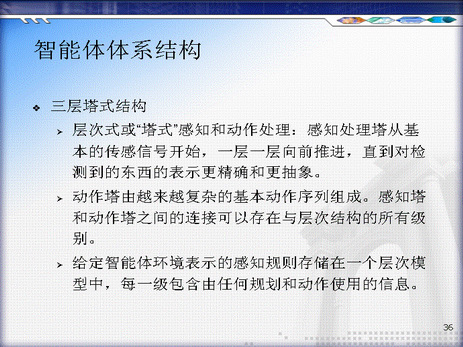 智能体体系结构
三层塔式结构
层次式或“塔式”感知和动作处理：感知处理塔从基
本的传感信号开始，一层一层向前推进，直到对检
测到的东西的表示更精确和更抽象。
动作塔由越来越复杂的基本动作序列组成。感知塔
和动作塔之间的连接可以存在与层次结构的所有级
别。
给定智能体环境表示的感知规则存储在一个层次模
型中，每一级包含由任何规划和动作使用的信息。
36